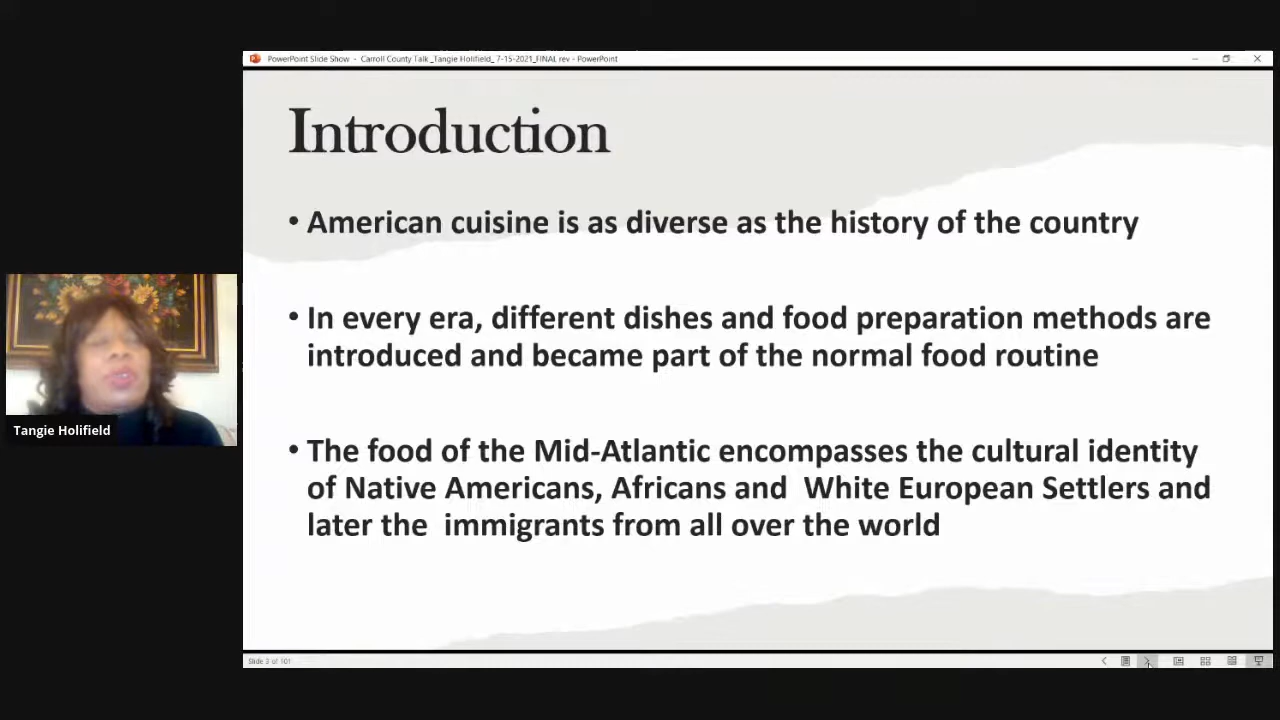 PowerPoint Slide Show - Carroll County Talk _Tangie Holifield_ 7-15-2021_FINAL rev - PowerPoint
Introduction
• American cuisine is as diverse as the history of the country
• In every era, different dishes and food preparation methods are
introduced and became part of the normal food routine
Tangie Holifield
• The food of the Mid-Atlantic encompasses the cultural identity
of Native Americans, Africans and White European Settlers and
later the immigrants from all over the world
Slide 3 of 101